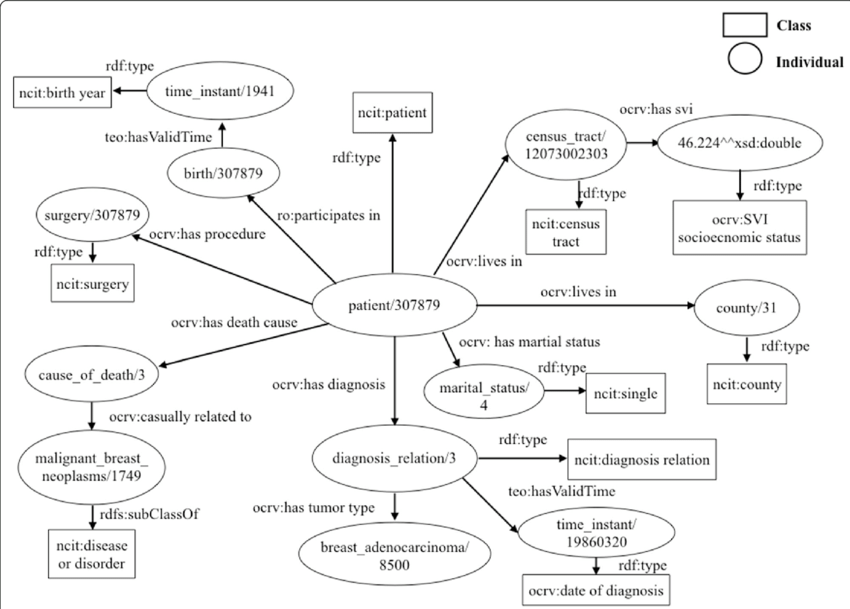 Class
Individual
rdf:type
ncit:birth year
time_instant/1941
teo:hasValidTime
birth/307879
ncit:patient
rdf:type
ro:participates in
ocrv:has svi
census_tract/
12073002303
46.224^^xsd:double
rdf:type
rdf:type
ncit:census
tract
ocrv:SVI
socioecnomic status
surgery/307879
ocrv:has procedure
rdf:type
ncit:surgery
ocrv:lives in
patient/307879
ocrv:lives in
county/31
rdf:type
ncit:county
ocrv:has death cause
cause_of_death/3
ocrv:casually related to
malignant_breast_
neoplasms/1749
rdfs:subClassOf
ncit:disease
or disorder
ocrv: has martial status
rdf:type
marital_status/
4
ncit:single
ocrv:has diagnosis
diagnosis_relation/3
rdf:type
ncit:diagnosis relation
teo:hasValidTime
ocrv:has tumor type
breast_adenocarcinoma/
8500
time_instant/
19860320
rdf:type
ocrv:date of diagnosis